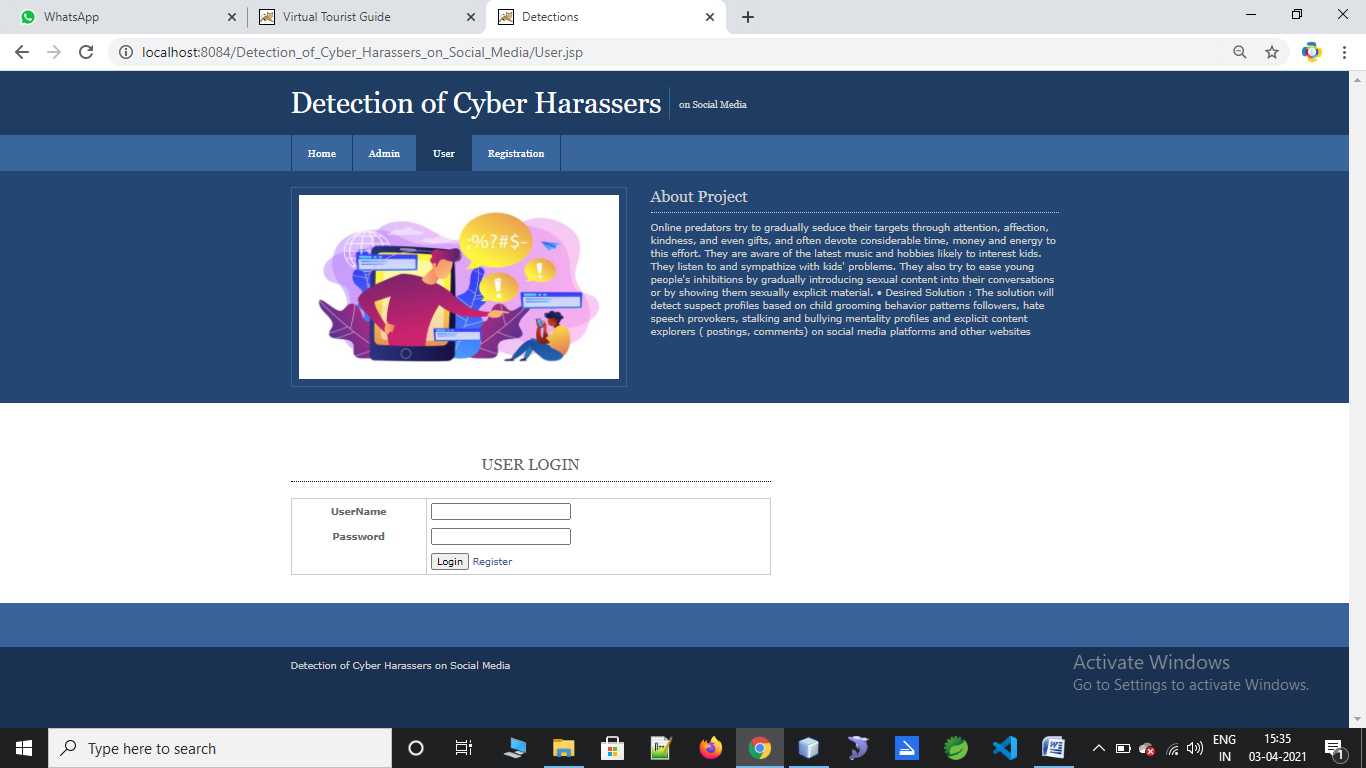 WhatsApp
Virtual Tourist Guide
Detections
localhost:8084/Detection_of_Cyber_Harassers_on_Social_Media/User.jsp
Detection of Cyber Harassers
on Social Media
Home
Admin
User
Registration
;%?#$-
!
!
About Project
Online predators try to gradually seduce their targets through attention, affection,
kindness, and even gifts, and often devote considerable time, money and energy to
this effort. They are aware of the latest music and hobbies likely to interest kids.
They listen to and sympathize with kids' problems. They also try to ease young
people's inhibitions by gradually introducing sexual content into their conversations
or by showing them sexually explicit material. • Desired Solution : The solution will
detect suspect profiles based on child grooming behavior patterns followers, hate
speech provokers, stalking and bullying mentality profiles and explicit content
explorers ( postings, comments) on social media platforms and other websites
USER LOGIN
UserName
Password
Login Register
Detection of Cyber Harassers on Social Media
Activate Windows
Go to Settings to activate Windows.
Type here to search
ENG
IN
15:35
03-04-2021
1